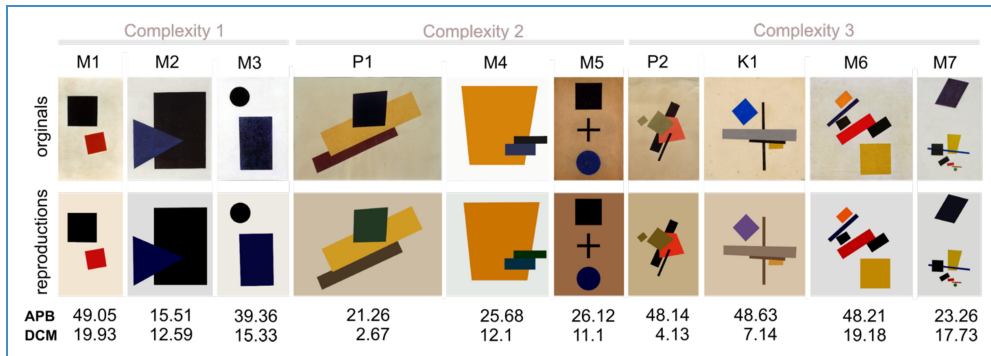 Complexity 1 Complexity 2 Complexity 3
M1 M2 M3 P1 M4 M5 P2 K1 M6 M7
orginals
reproductions
APB 49.05 15.51 39.36 21.26 25.68 26.12 48.14 48.63 48.21 23.26
DCM 19.93 12.59 15.33 2.67 12.1 11.1 4.13 7.14 19.18 17.73